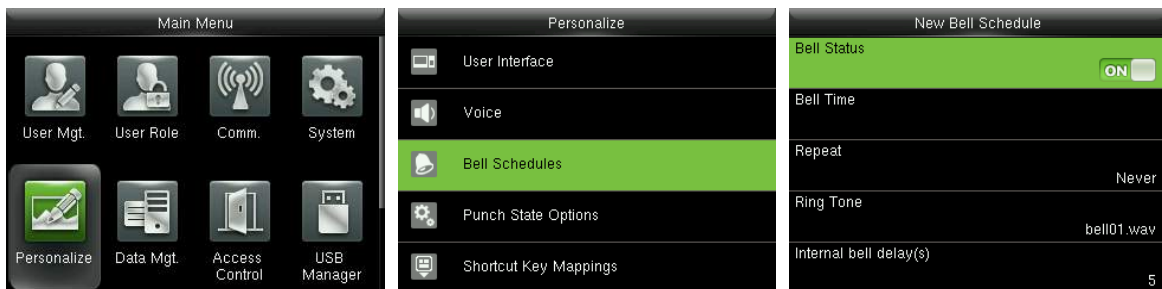 Main Menu
User Mgt.
User Role
Comm.
System
Personalize
Data Mgt.
Access
Control
USB
Manager
Personalize
User Interface
Voice
Bell Schedules
Punch State Options
Shortcut Key Mappings
New Bell Schedule
Bell Status
ON
Bell Time
Repeat
Never
Ring Tone
bell01.wav
Internal bell delay(s)
5